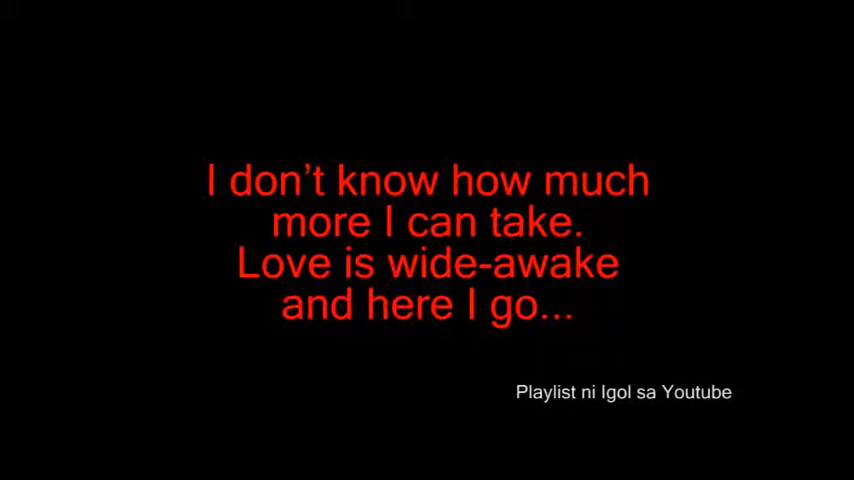 I don’t know how much
more I can take.
Love is wide-awake
and here I go...
Playlist ni Igol sa Youtube